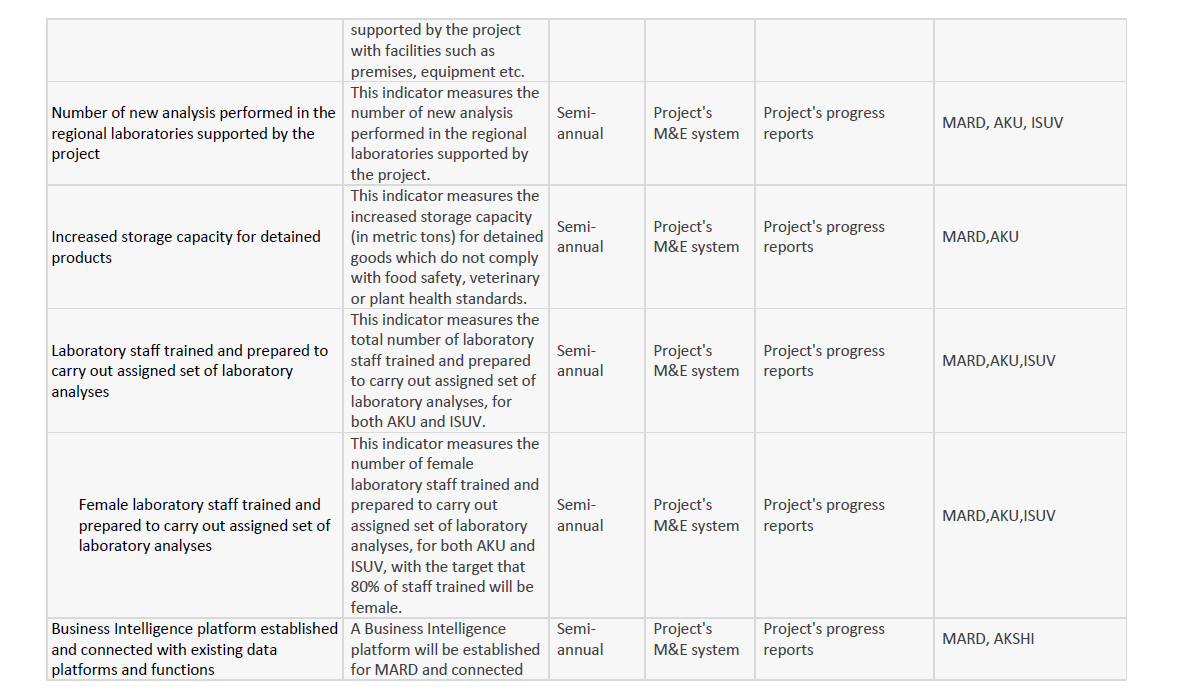 supported by the project
with facilities such as
premises, equipment etc.
Number of new analysis performed in the
regional laboratories supported by the
project
This indicator measures the
number of new analysis
performed in the regional
laboratories supported by
the project.
Semi-
annual
Project's
M&E system
Project's progress
reports
MARD, AKU, ISUV
Increased storage capacity for detained
products
This indicator measures the
increased storage capacity
(in metric tons) for detained
goods which do not comply
with food safety, veterinary
or plant health standards.
Semi-
annual
Project's
M&E system
Project's progress
reports
MARD,AKU
Laboratory staff trained and prepared to
carry out assigned set of laboratory
analyses
This indicator measures the
total number of laboratory
staff trained and prepared
to carry out assigned set of
laboratory analyses, for
both AKU and ISUV.
Semi-
annual
Project's
M&E system
Project's progress
reports
MARD,AKU,ISUV
Female laboratory staff trained and
prepared to carry out assigned set of
laboratory analyses
This indicator measures the
number of female
laboratory staff trained and
prepared to carry out
assigned set of laboratory
analyses, for both AKU and
ISUV, with the target that
80% of staff trained will be
female.
Semi-
annual
Project's
M&E system
Project's progress
reports
MARD,AKU,ISUV
Business Intelligence platform established
and connected with existing data
platforms and functions
A Business Intelligence
platform will be established
for MARD and connected
Semi-
annual
Project's
M&E system
Project's progress
reports
MARD, AKSHI